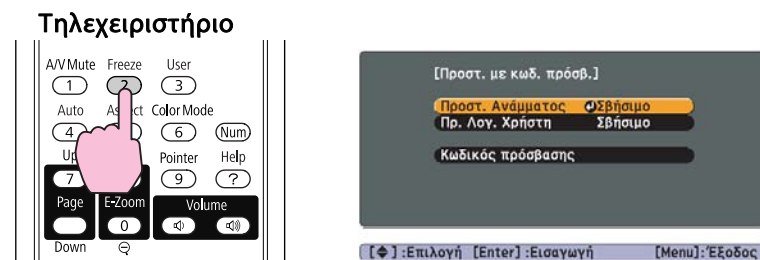 Τηλεχειριστήριο
A/V Mute Freeze User
1 2 3
Auto Aspect Color Mode
4 6 Num
Up Pointer Help
7 9 ?
Page E-Zoom Volume
0
Down
[Προστ. με κωδ. πρόσβ.]
Προστ. Ανάμματος Σβήσιμο
Πρ. Λογ. Χρήστη Σβήσιμο
Κωδικός πρόσβασης
[ ] :Επιλογή [Enter] :Εισαγωγή [Menu]:Έξοδος